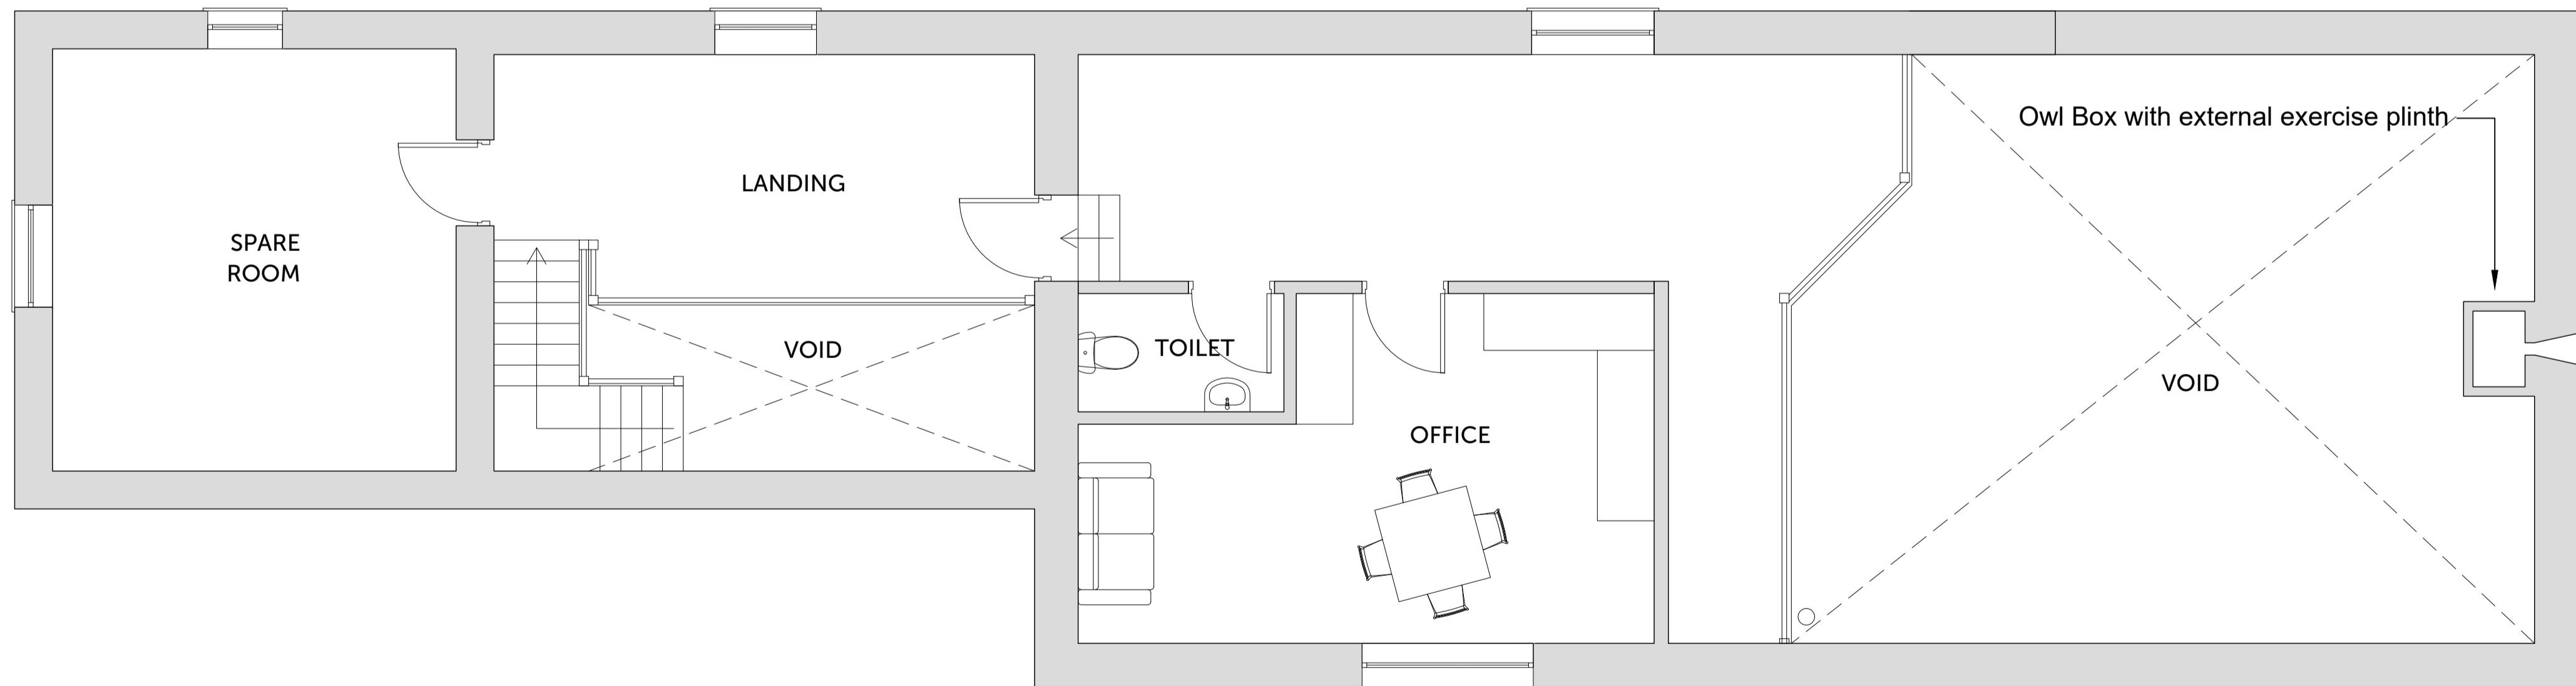 Owl Box with external exercise plinth
LANDING
SPARE
ROOM
VOID
TOILET
VOID
OFFICE